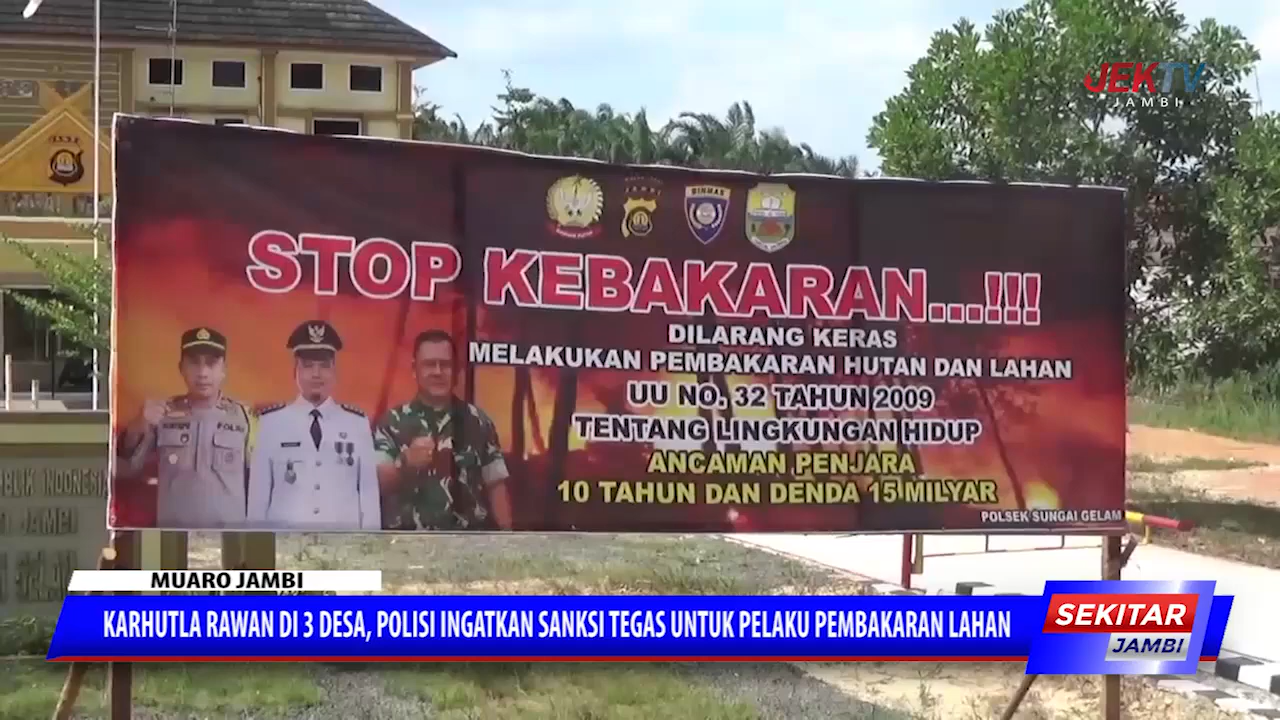 JEKTV
JAMBI
BINMAS
STOP KEBAKARAN...!!!
DILARANG KERAS
MELAKUKAN PEMBAKARAN HUTAN DAN LAHAN
UU NO. 32 TAHUN 2009
TENTANG LINGKUNGAN HIDUP
ANCAMAN PENJARA
10 TAHUN DAN DENDA 15 MILYAR
POLSEK SUNGAI GELAM
MUARO JAMBI
KARHUTLA RAWAN DI 3 DESA, POLISI INGATKAN SANKSI TEGAS UNTUK PELAKU PEMBAKARAN LAHAN
SEKITAR
JAMBI